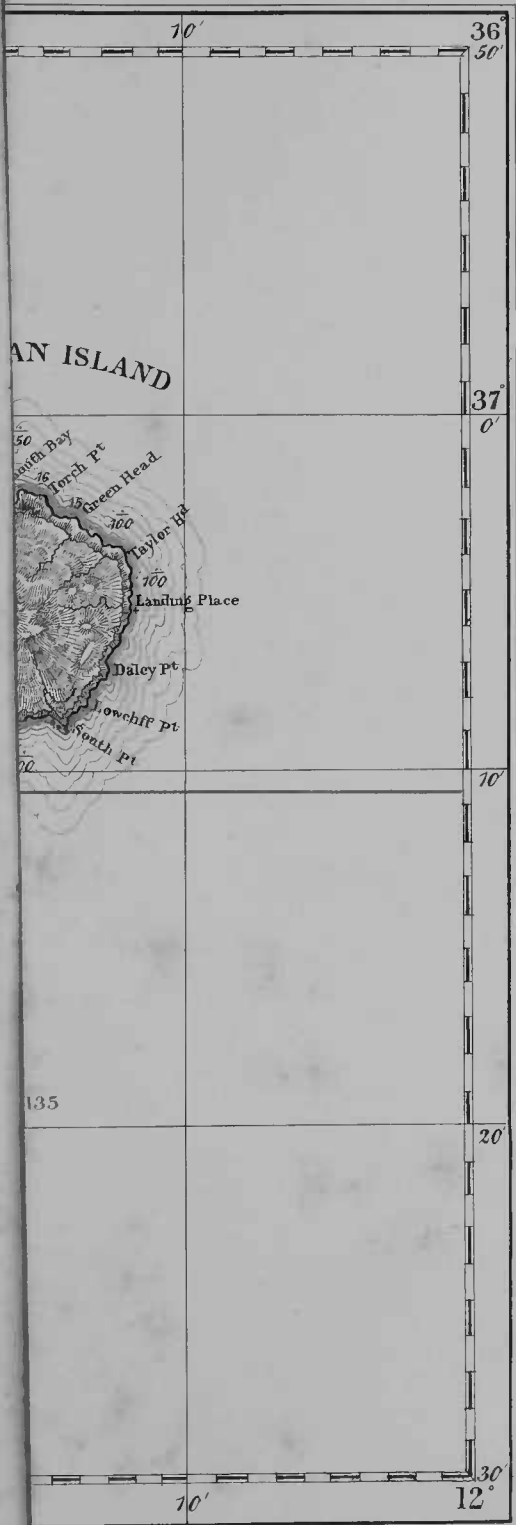 10'
36°
50'
AN ISLAND
37°
0'
50
South Bay
16
Torch Pt
15
Green Head
100
Taylor Hd
100
Landing Place
Daley Pt
Lowcliff Pt
South Pt
00
10'
135
20'
30'
10'
12°